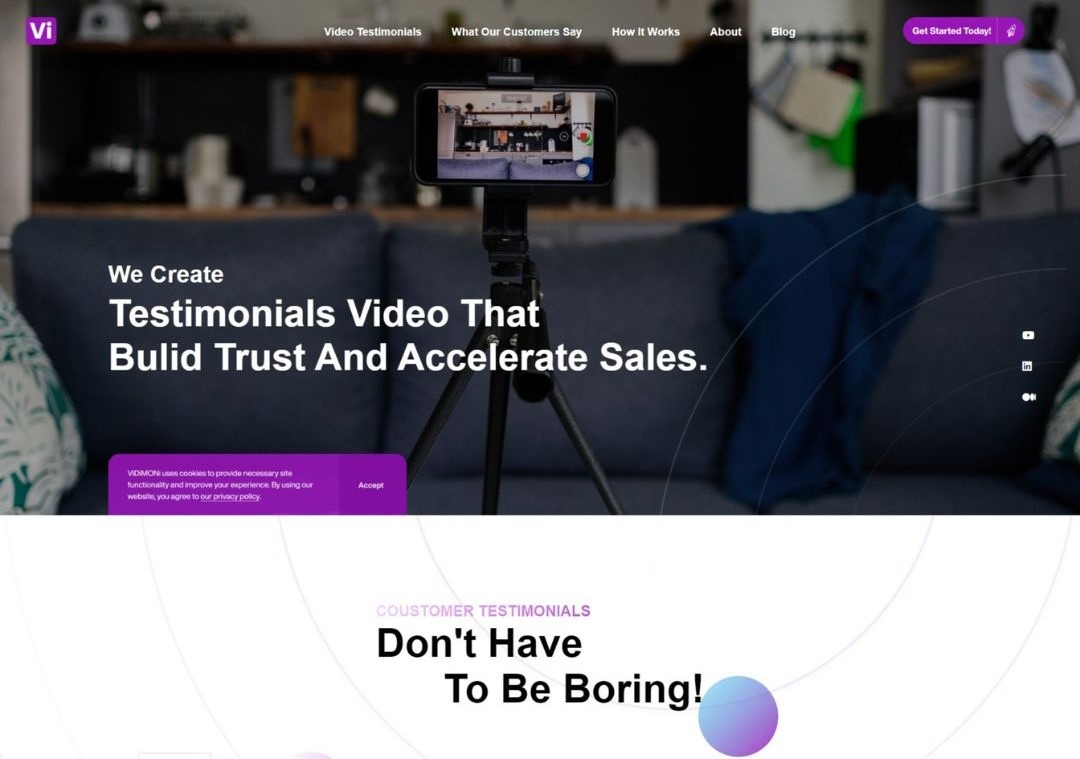 Vi
Video Testimonials
What Our Customers Say
How It Works
About
Blog
Get Started Today!
We Create
Testimonials Video That
Bulid Trust And Accelerate Sales.
ViDiMONi uses cookies to provide necessary site
functionality and improve your experience. By using our
website, you agree to our privacy policy.
Accept
COUSTOMER TESTIMONIALS
Don't Have
To Be Boring!